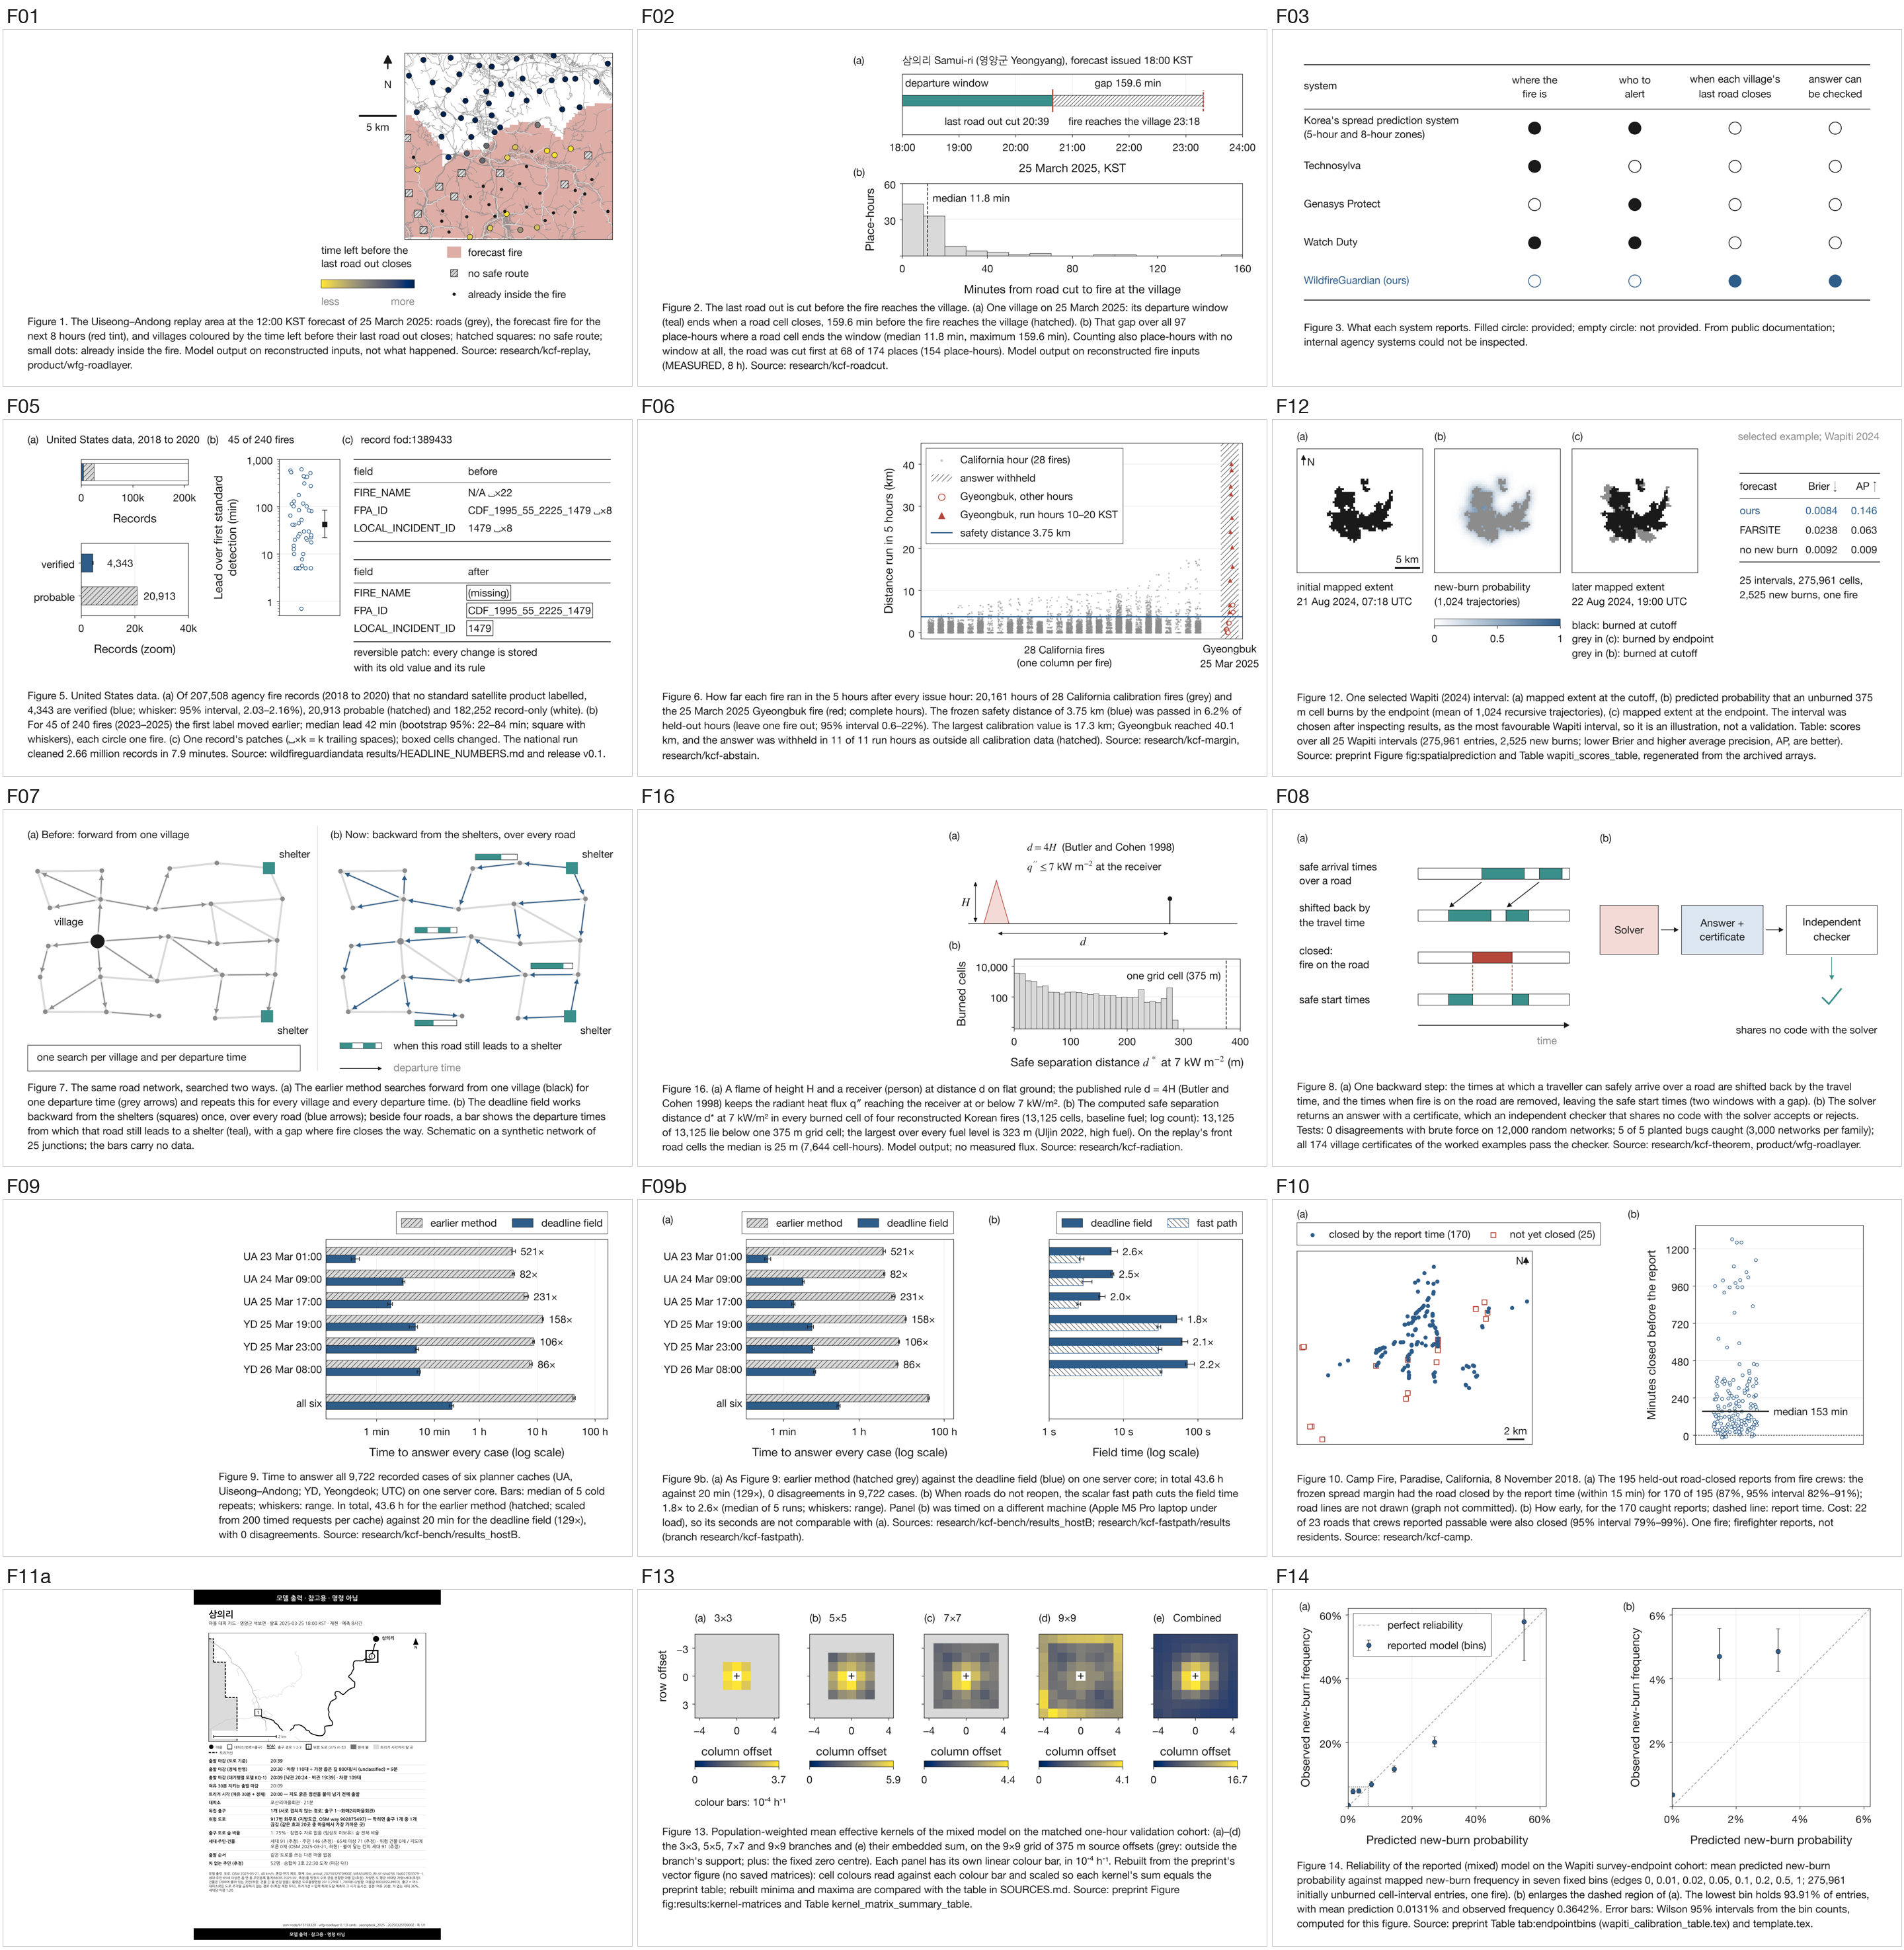 F01
N
5 km
time left before the
last road out closes
less more
forecast fire
no safe route
already inside the fire
Figure 1. The Uiseong–Andong replay area at the 12:00 KST forecast of 25 March 2025: roads (grey), the forecast fire for the
next 8 hours (red tint), and villages coloured by the time left before their last road out closes; hatched squares: no safe route;
small dots: already inside the fire. Model output on reconstructed inputs, not what happened. Source: research/kcf-replay,
product/wfg-roadlayer.
F02
(a) 삼의리 Samui-ri (영양군 Yeongyang), forecast issued 18:00 KST
departure window gap 159.6 min
last road out cut 20:39 fire reaches the village 23:18
18:00 19:00 20:00 21:00 22:00 23:00 24:00
25 March 2025, KST
(b)
Place-hours
60
30
median 11.8 min
0 40 80 120 160
Minutes from road cut to fire at the village
Figure 2. The last road out is cut before the fire reaches the village. (a) One village on 25 March 2025: its departure window
(teal) ends when a road cell closes, 159.6 min before the fire reaches the village (hatched). (b) That gap over all 97
place-hours where a road cell ends the window (median 11.8 min, maximum 159.6 min). Counting also place-hours with no
window at all, the road was cut first at 68 of 174 places (154 place-hours). Model output on reconstructed fire inputs
(MEASURED, 8 h). Source: research/kcf-roadcut.
F03
system
where the
fire is
who to
alert
when each village's
last road closes
answer can
be checked
Korea's spread prediction system
(5-hour and 8-hour zones)
Technosylva
Genasys Protect
Watch Duty
WildfireGuardian (ours)
Figure 3. What each system reports. Filled circle: provided; empty circle: not provided. From public documentation;
internal agency systems could not be inspected.
F05
(a) United States data, 2018 to 2020
0 100k 200k
Records
verified 4,343
probable 20,913
0 20k 40k
Records (zoom)
(b) 45 of 240 fires
Lead over first standard
detection (min)
1,000
100
10
1
(c) record fod:1389433
field before
FIRE_NAME N/A ␣×22
FPA_ID CDF_1995_55_2225_1479 ␣×8
LOCAL_INCIDENT_ID 1479 ␣×8
field after
FIRE_NAME (missing)
FPA_ID CDF_1995_55_2225_1479
LOCAL_INCIDENT_ID 1479
reversible patch: every change is stored
with its old value and its rule
Figure 5. United States data. (a) Of 207,508 agency fire records (2018 to 2020) that no standard satellite product labelled,
4,343 are verified (blue; whisker: 95% interval, 2.03–2.16%), 20,913 probable (hatched) and 182,252 record-only (white). (b)
For 45 of 240 fires (2023–2025) the first label moved earlier; median lead 42 min (bootstrap 95%: 22–84 min; square with
whiskers), each circle one fire. (c) One record's patches (␣×k = k trailing spaces); boxed cells changed. The national run
cleaned 2.66 million records in 7.9 minutes. Source: wildfireguardiandata results/HEADLINE_NUMBERS.md and release v0.1.
F06
Distance run in 5 hours (km)
40
30
20
10
0
California hour (28 fires)
answer withheld
Gyeongbuk, other hours
Gyeongbuk, run hours 10–20 KST
safety distance 3.75 km
28 California fires
(one column per fire)
Gyeongbuk
25 Mar 2025
Figure 6. How far each fire ran in the 5 hours after every issue hour: 20,161 hours of 28 California calibration fires (grey) and
the 25 March 2025 Gyeongbuk fire (red; complete hours). The frozen safety distance of 3.75 km (blue) was passed in 6.2% of
held-out hours (leave one fire out; 95% interval 0.6–22%). The largest calibration value is 17.3 km; Gyeongbuk reached 40.1
km, and the answer was withheld in 11 of 11 run hours as outside all calibration data (hatched). Source: research/kcf-margin,
research/kcf-abstain.
F12
(a) (b) (c)
selected example; Wapiti 2024
N
5 km
initial mapped extent
21 Aug 2024, 07:18 UTC
new-burn probability
(1,024 trajectories)
0 0.5 1
later mapped extent
22 Aug 2024, 19:00 UTC
black: burned at cutoff
grey in (c): burned by endpoint
grey in (b): burned at cutoff
forecast Brier ↓ AP ↑
ours 0.0084 0.146
FARSITE 0.0238 0.063
no new burn 0.0092 0.009
25 intervals, 275,961 cells,
2,525 new burns, one fire
Figure 12. One selected Wapiti (2024) interval: (a) mapped extent at the cutoff, (b) predicted probability that an unburned 375
m cell burns by the endpoint (mean of 1,024 recursive trajectories), (c) mapped extent at the endpoint. The interval was
chosen after inspecting results, as the most favourable Wapiti interval, so it is an illustration, not a validation. Table: scores
over all 25 Wapiti intervals (275,961 entries, 2,525 new burns; lower Brier and higher average precision, AP, are better).
Source: preprint Figure fig:spatialprediction and Table wapiti_scores_table, regenerated from the archived arrays.
F07
(a) Before: forward from one village
shelter
village
shelter
one search per village and per departure time
(b) Now: backward from the shelters, over every road
shelter
shelter
when this road still leads to a shelter
departure time
Figure 7. The same road network, searched two ways. (a) The earlier method searches forward from one village (black) for
one departure time (grey arrows) and repeats this for every village and every departure time. (b) The deadline field works
backward from the shelters (squares) once, over every road (blue arrows); beside four roads, a bar shows the departure times
from which that road still leads to a shelter (teal), with a gap where fire closes the way. Schematic on a synthetic network of
25 junctions; the bars carry no data.
F16
(a)
d = 4H (Butler and Cohen 1998)
q″ ≤ 7 kW m⁻² at the receiver
H
d
(b)
Burned cells
10,000
100
one grid cell (375 m)
0 100 200 300 400
Safe separation distance d* at 7 kW m⁻² (m)
Figure 16. (a) A flame of height H and a receiver (person) at distance d on flat ground; the published rule d = 4H (Butler and
Cohen 1998) keeps the radiant heat flux q″ reaching the receiver at or below 7 kW/m². (b) The computed safe separation
distance d* at 7 kW/m² in every burned cell of four reconstructed Korean fires (13,125 cells, baseline fuel; log count): 13,125
of 13,125 lie below one 375 m grid cell; the largest over every fuel level is 323 m (Uljin 2022, high fuel). On the replay's front
road cells the median is 25 m (7,644 cell-hours). Model output; no measured flux. Source: research/kcf-radiation.
F08
(a)
safe arrival times
over a road
shifted back by
the travel time
closed:
fire on the road
safe start times
time
(b)
Solver
Answer +
certificate
Independent
checker
shares no code with the solver
Figure 8. (a) One backward step: the times at which a traveller can safely arrive over a road are shifted back by the travel
time, and the times when fire is on the road are removed, leaving the safe start times (two windows with a gap). (b) The solver
returns an answer with a certificate, which an independent checker that shares no code with the solver accepts or rejects.
Tests: 0 disagreements with brute force on 12,000 random networks; 5 of 5 planted bugs caught (3,000 networks per family);
all 174 village certificates of the worked examples pass the checker. Source: research/kcf-theorem, product/wfg-roadlayer.
F09
earlier method deadline field
UA 23 Mar 01:00 521×
UA 24 Mar 09:00 82×
UA 25 Mar 17:00 231×
YD 25 Mar 19:00 158×
YD 25 Mar 23:00 106×
YD 26 Mar 08:00 86×
all six
1 min 10 min 1 h 10 h 100 h
Time to answer every case (log scale)
Figure 9. Time to answer all 9,722 recorded cases of six planner caches (UA,
Uiseong–Andong; YD, Yeongdeok; UTC) on one server core. Bars: median of 5 cold
repeats; whiskers: range. In total, 43.6 h for the earlier method (hatched; scaled
from 200 timed requests per cache) against 20 min for the deadline field (129×),
with 0 disagreements. Source: research/kcf-bench/results_hostB.
F09b
(a) earlier method deadline field
UA 23 Mar 01:00 521×
UA 24 Mar 09:00 82×
UA 25 Mar 17:00 231×
YD 25 Mar 19:00 158×
YD 25 Mar 23:00 106×
YD 26 Mar 08:00 86×
all six
1 min 1 h 100 h
Time to answer every case (log scale)
(b) deadline field fast path
2.6×
2.5×
2.0×
1.8×
2.1×
2.2×
1 s 10 s 100 s
Field time (log scale)
Figure 9b. (a) As Figure 9: earlier method (hatched grey) against the deadline field (blue) on one server core; in total 43.6 h
against 20 min (129×), 0 disagreements in 9,722 cases. (b) When roads do not reopen, the scalar fast path cuts the field time
1.8× to 2.6× (median of 5 runs; whiskers: range). Panel (b) was timed on a different machine (Apple M5 Pro laptop under
load), so its seconds are not comparable with (a). Sources: research/kcf-bench/results_hostB; research/kcf-fastpath/results
(branch research/kcf-fastpath).
F10
(a)
closed by the report time (170) not yet closed (25)
N
2 km
(b)
Minutes closed before the report
1200
960
720
480
240
0
median 153 min
Figure 10. Camp Fire, Paradise, California, 8 November 2018. (a) The 195 held-out road-closed reports from fire crews: the
frozen spread margin had the road closed by the report time (within 15 min) for 170 of 195 (87%, 95% interval 82%–91%);
road lines are not drawn (graph not committed). (b) How early, for the 170 caught reports; dashed line: report time. Cost: 22
of 23 roads that crews reported passable were also closed (95% interval 79%–99%). One fire; firefighter reports, not
residents. Source: research/kcf-camp.
F11a
모델 출력 · 참고용 · 명령 아님
삼의리
삼의리
20:39
20:09
모델 출력 · 참고용 · 명령 아님
F13
(a) 3×3 (b) 5×5 (c) 7×7 (d) 9×9 (e) Combined
row offset
−3
0
3
−4 0 4 −4 0 4 −4 0 4 −4 0 4 −4 0 4
column offset column offset column offset column offset column offset
0 3.7 0 5.9 0 4.4 0 4.1 0 16.7
colour bars: 10⁻⁴ h⁻¹
Figure 13. Population-weighted mean effective kernels of the mixed model on the matched one-hour validation cohort: (a)–(d)
the 3×3, 5×5, 7×7 and 9×9 branches and (e) their embedded sum, on the 9×9 grid of 375 m source offsets (grey: outside the
branch's support; plus: the fixed zero centre). Each panel has its own linear colour bar, in 10⁻⁴ h⁻¹. Rebuilt from the preprint's
vector figure (no saved matrices): cell colours read against each colour bar and scaled so each kernel's sum equals the
preprint table; rebuilt minima and maxima are compared with the table in SOURCES.md. Source: preprint Figure
fig:results:kernel-matrices and Table kernel_matrix_summary_table.
F14
(a)
Observed new-burn frequency
60%
40%
20%
perfect reliability
reported model (bins)
0% 20% 40% 60%
Predicted new-burn probability
(b)
Observed new-burn frequency
6%
4%
2%
0% 2% 4% 6%
Predicted new-burn probability
Figure 14. Reliability of the reported (mixed) model on the Wapiti survey-endpoint cohort: mean predicted new-burn
probability against mapped new-burn frequency in seven fixed bins (edges 0, 0.01, 0.02, 0.05, 0.1, 0.2, 0.5, 1; 275,961
initially unburned cell-interval entries, one fire). (b) enlarges the dashed region of (a). The lowest bin holds 93.91% of entries,
with mean prediction 0.0131% and observed frequency 0.3642%. Error bars: Wilson 95% intervals from the bin counts,
computed for this figure. Source: preprint Table tab:endpointbins (wapiti_calibration_table.tex) and template.tex.